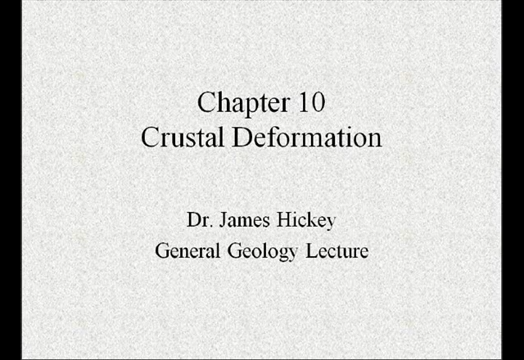 Chapter 10
Crustal Deformation
Dr. James Hickey
General Geology Lecture